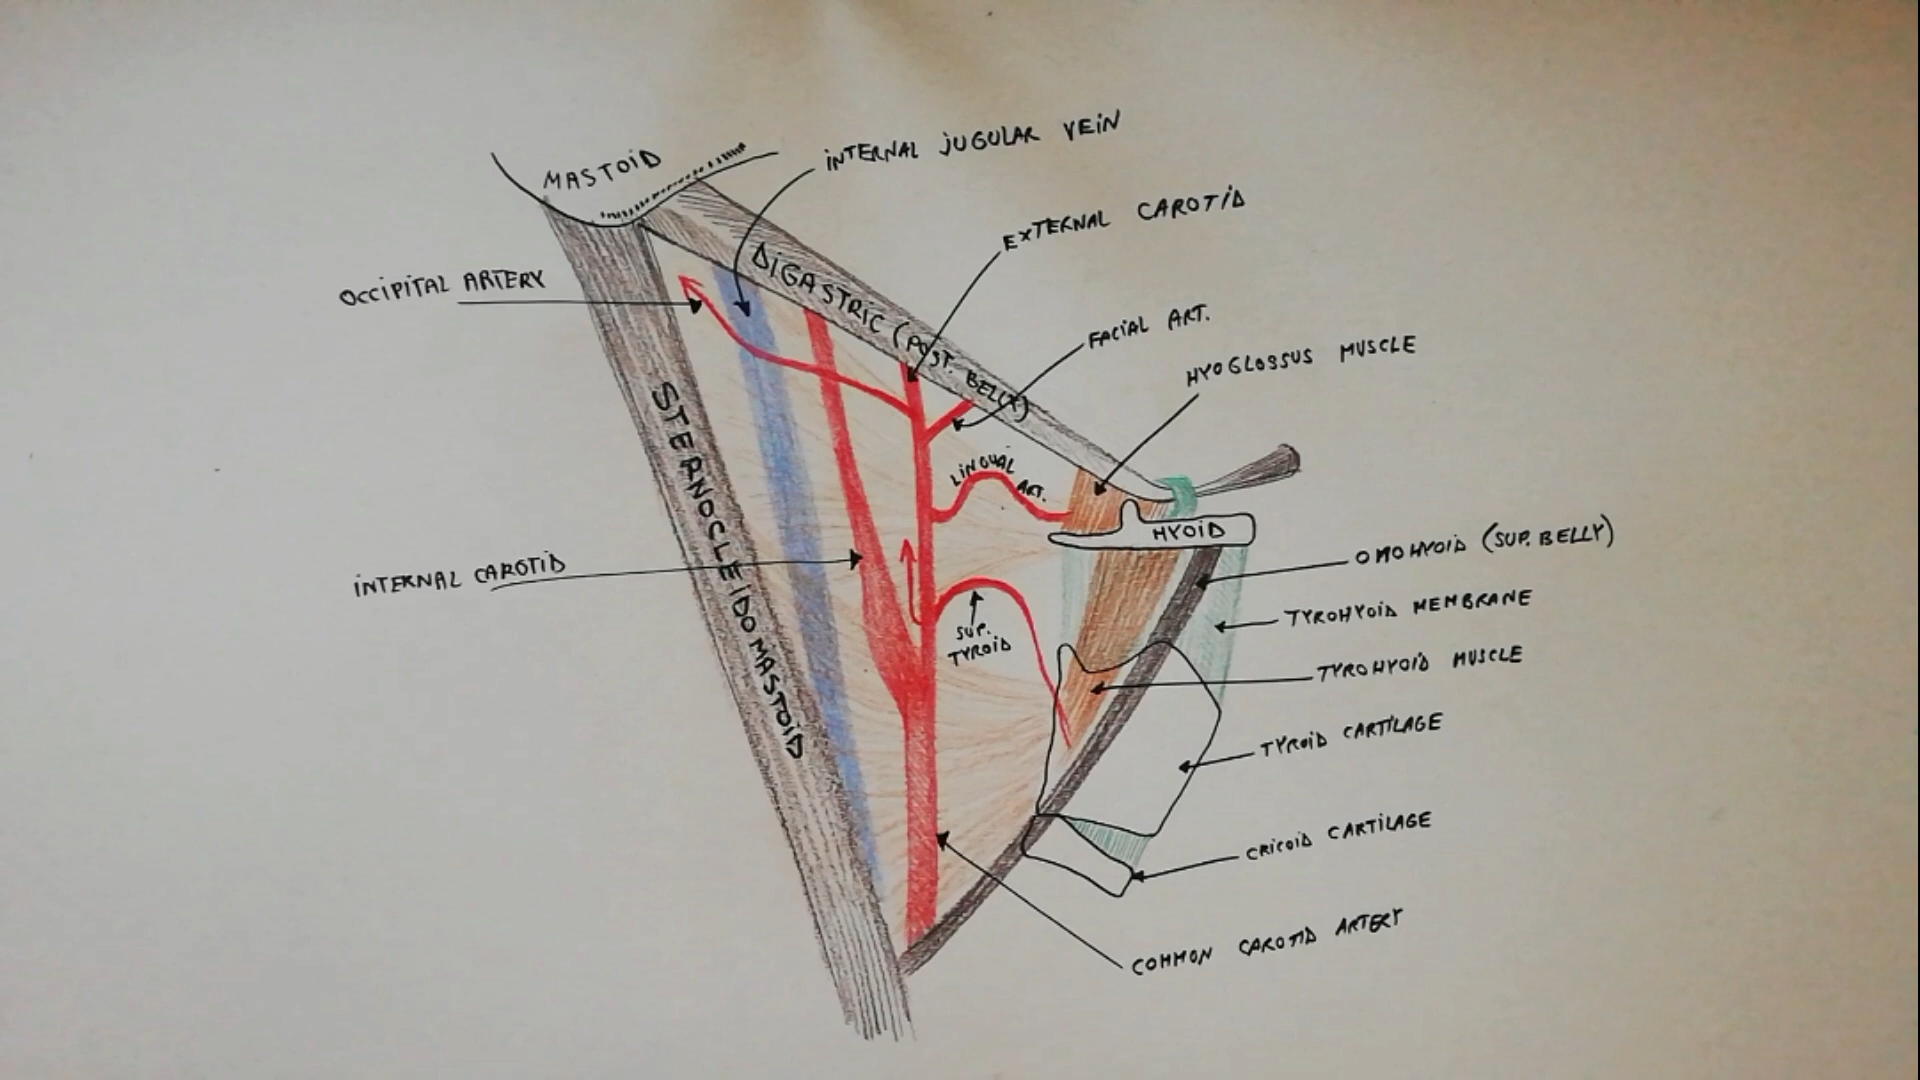 MASTOID
INTERNAL JUGULAR VEIN
EXTERNAL CAROTID
OCCIPITAL ARTERY
DIGASTRIC (POST. BELLY)
FACIAL ART.
HYOGLOSSUS MUSCLE
STERNOCLEIDOMASTOID
LINGUAL
ART.
HYOID
OMOHYOID (SUP. BELLY)
INTERNAL CAROTID
TYROHYOID MEMBRANE
SUP.
TYROID
TYROHYOID MUSCLE
TYROID CARTILAGE
CRICOID CARTILAGE
COMMON CAROTID ARTERY